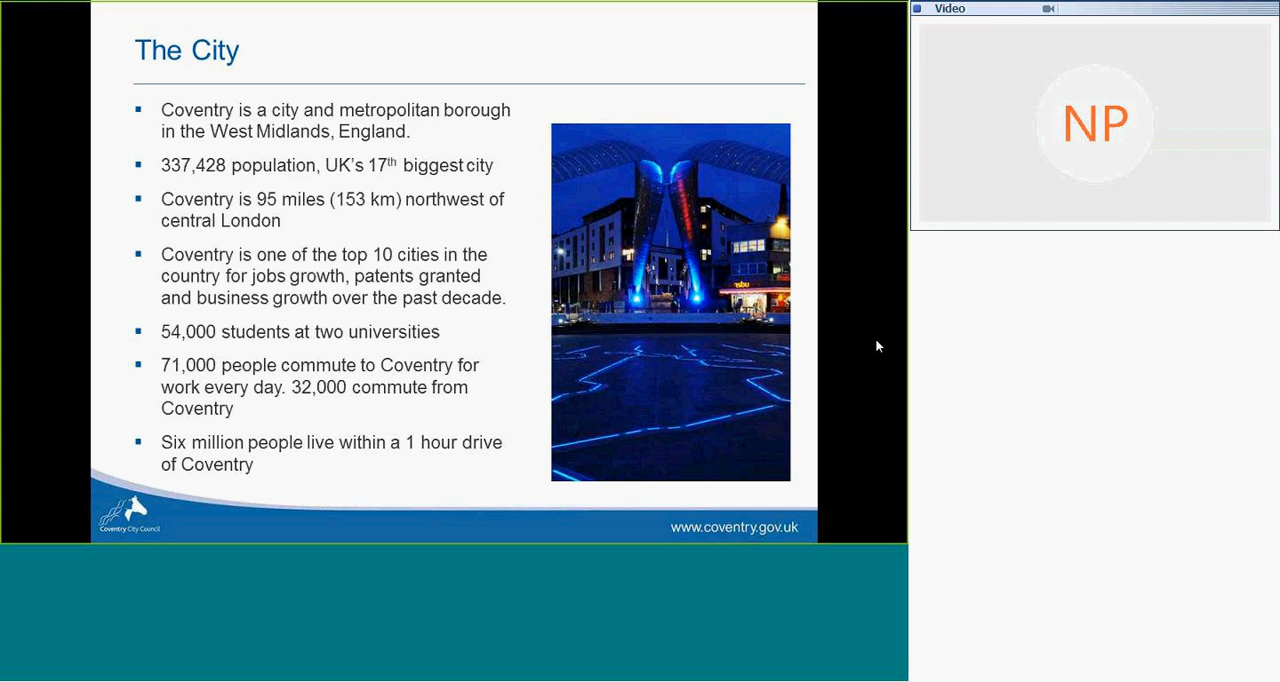 The City
Coventry is a city and metropolitan borough
in the West Midlands, England.
337,428 population, UK's 17th biggest city
Coventry is 95 miles (153 km) northwest of
central London
Coventry is one of the top 10 cities in the
country for jobs growth, patents granted
and business growth over the past decade.
54,000 students at two universities
71,000 people commute to Coventry for
work every day. 32,000 commute from
Coventry
Six million people live within a 1 hour drive
of Coventry
Coventry City Council
www.coventry.gov.uk
Video
NP